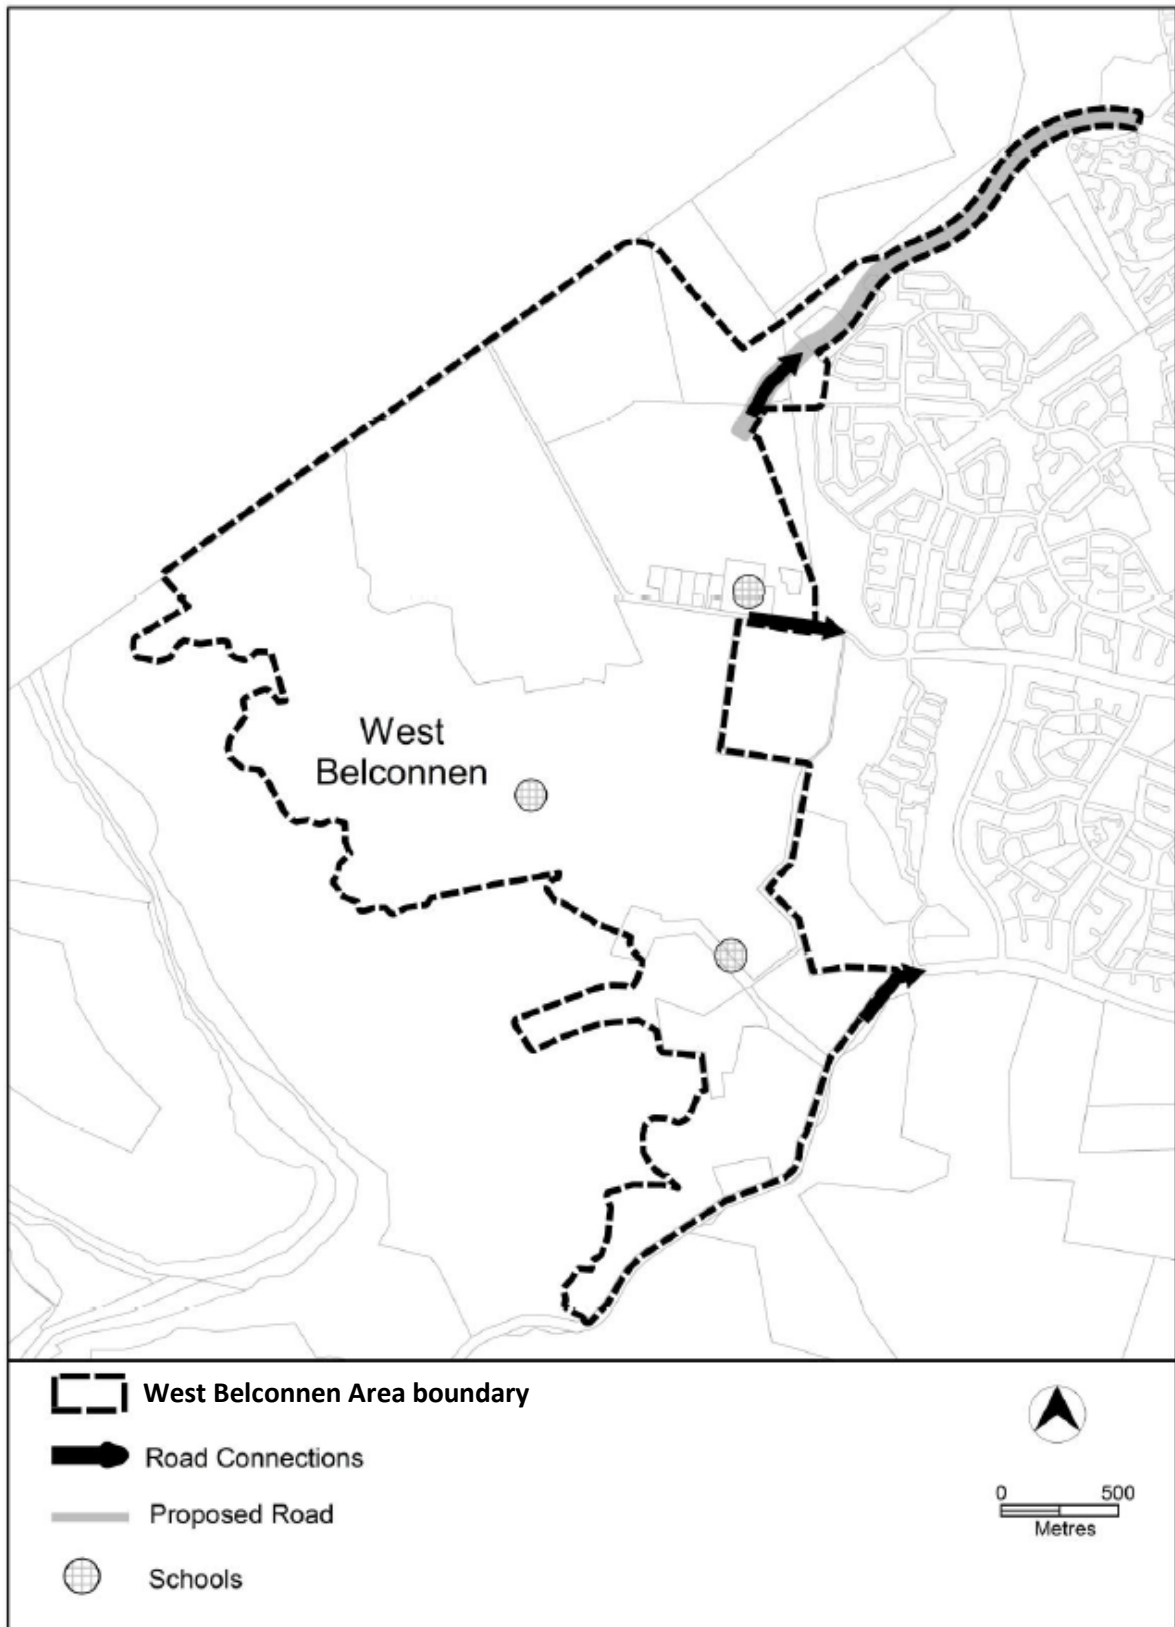 West
Belconnen
West Belconnen Area boundary
Road Connections
Proposed Road
Schools
0 500
Metres